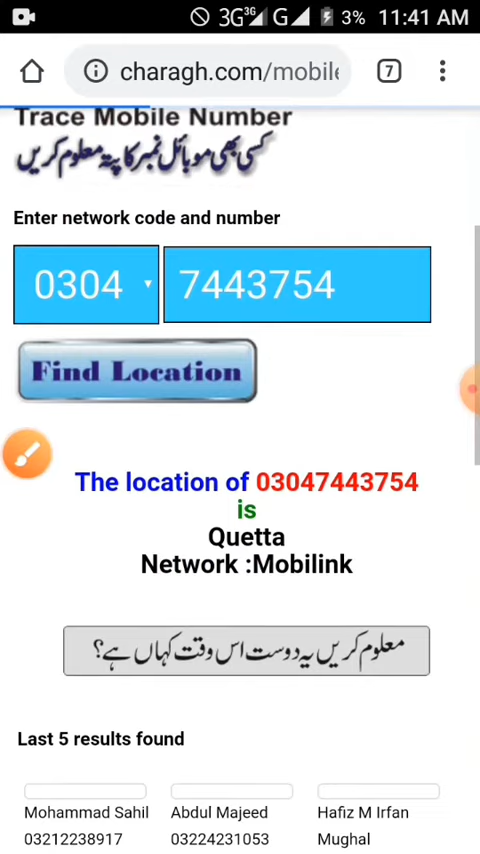 3G 3G G 3% 11:41 AM
charagh.com/mobile
7
Trace Mobile Number
کسی بھی موبائل نمبر کا پتہ معلوم کریں
Enter network code and number
0304 7443754
Find Location
The location of 03047443754
is
Quetta
Network :Mobilink
معلوم کریں یہ دوست اس وقت کہاں ہے؟
Last 5 results found
Mohammad Sahil Abdul Majeed Hafiz M Irfan
03212238917 03224231053 Mughal